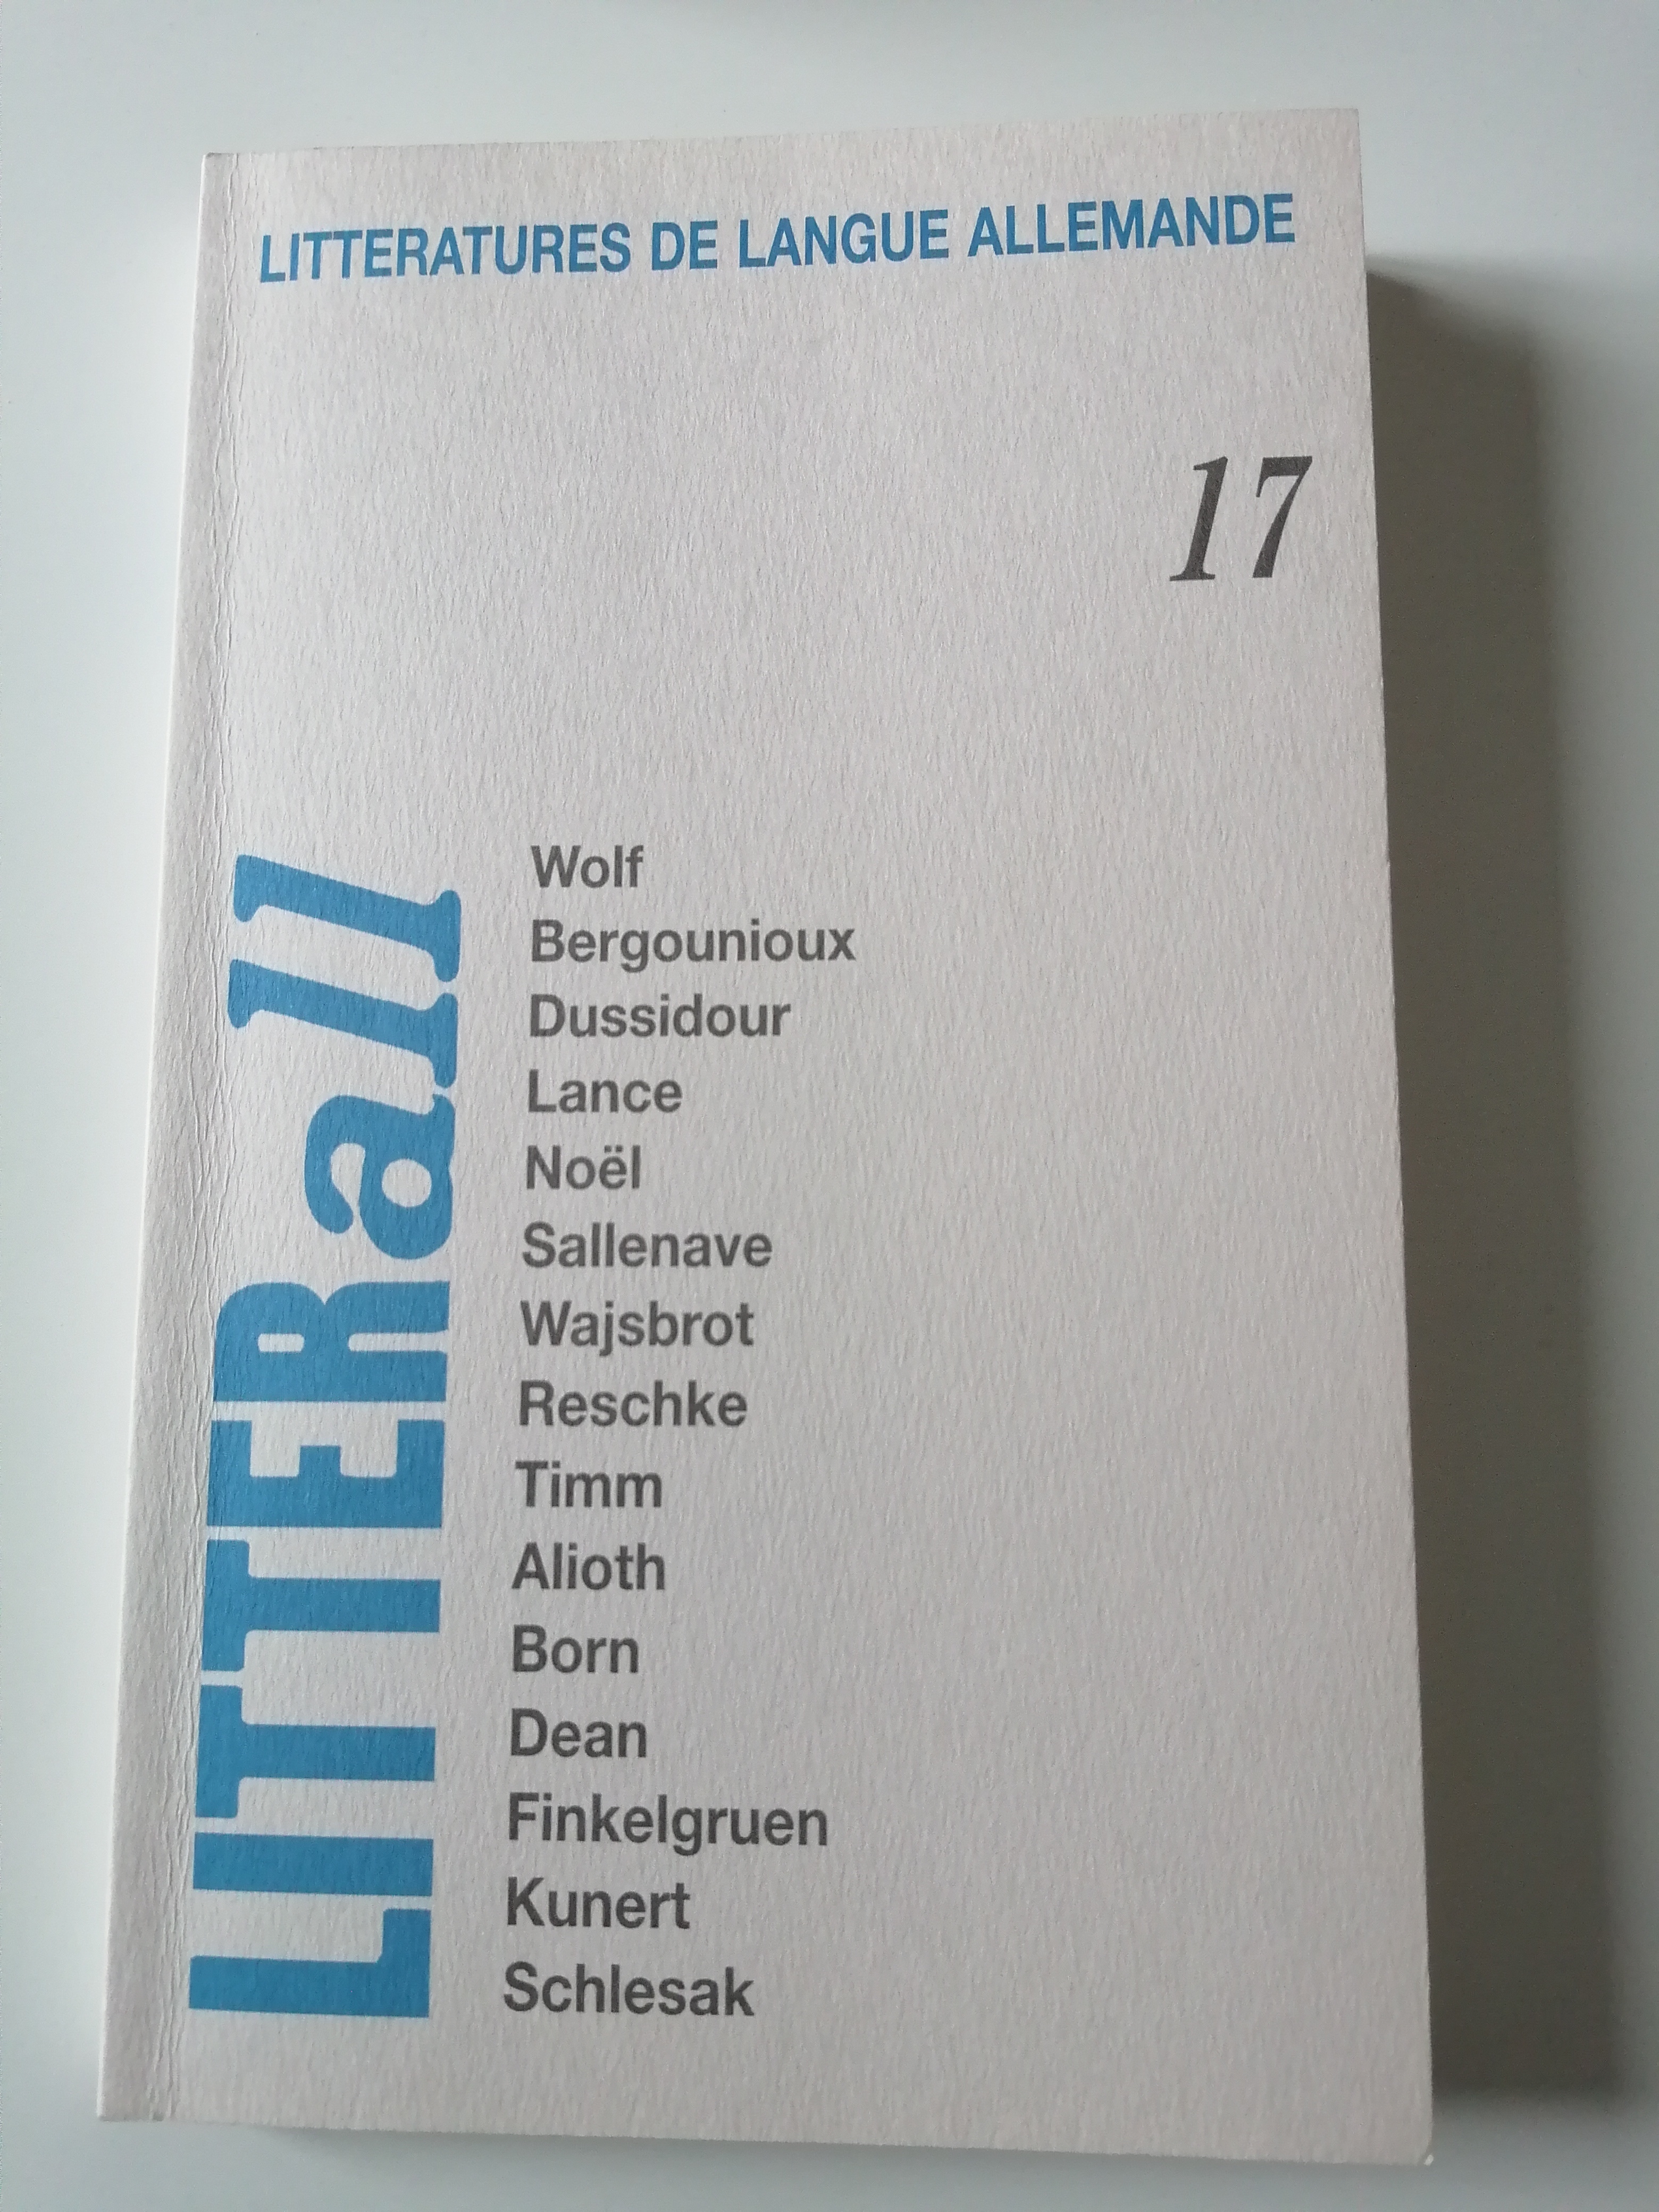 LITTERATURES DE LANGUE ALLEMANDE
17
LITTERall
Wolf
Bergounioux
Dussidour
Lance
Noël
Sallenave
Wajsbrot
Reschke
Timm
Alioth
Born
Dean
Finkelgruen
Kunert
Schlesak